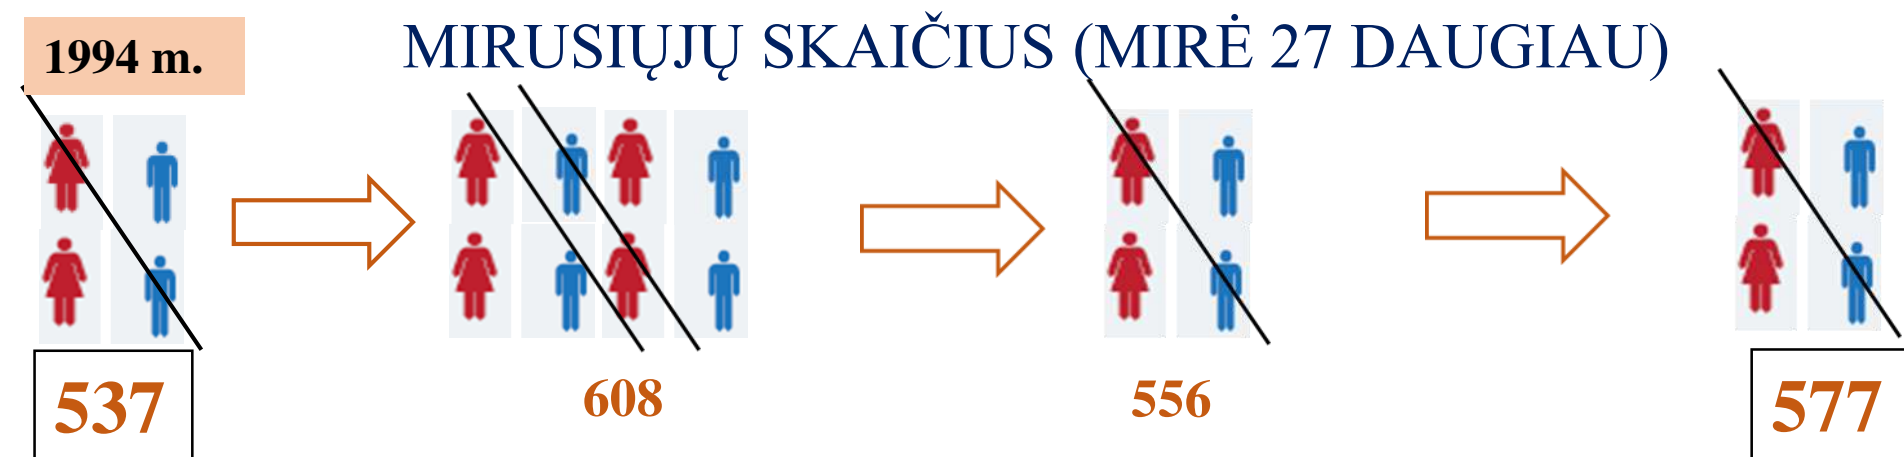 1994 m.
MIRUSIŲJŲ SKAIČIUS (MIRĖ 27 DAUGIAU)
537
608
556
577